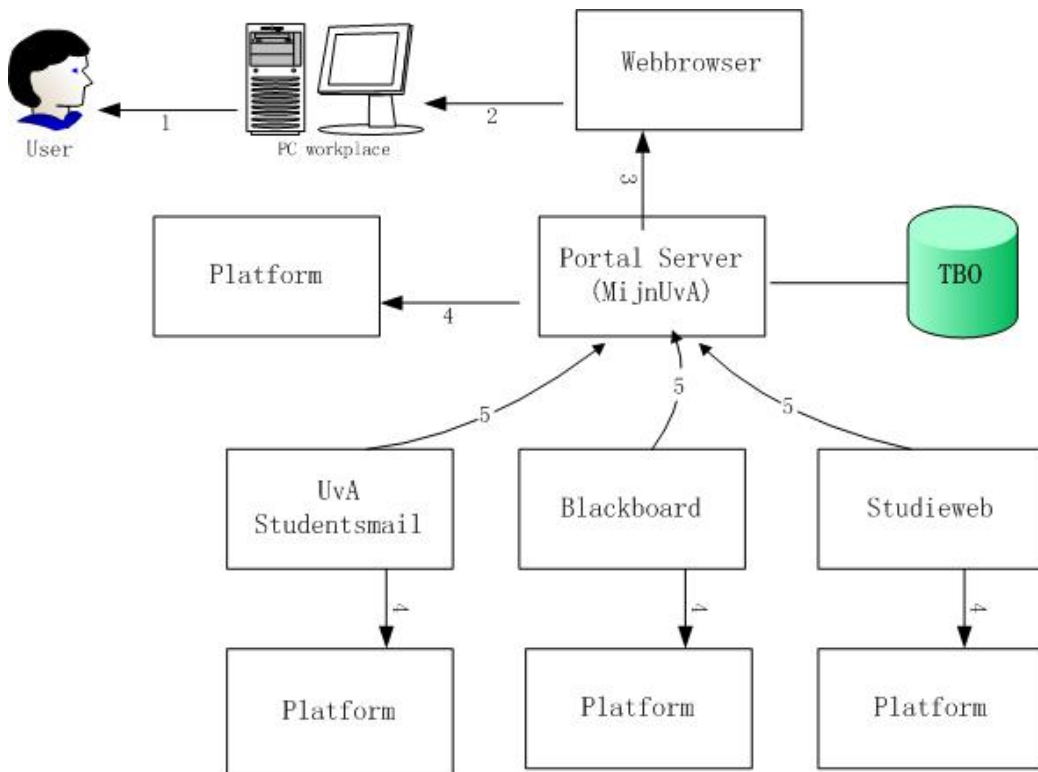 Webbrowser
1
2
User
PC workplace
3
Platform
4
Portal Server
(MijnUvA)
TBO
5
5
5
UvA
Studentsmail
Blackboard
Studieweb
4
4
4
Platform
Platform
Platform